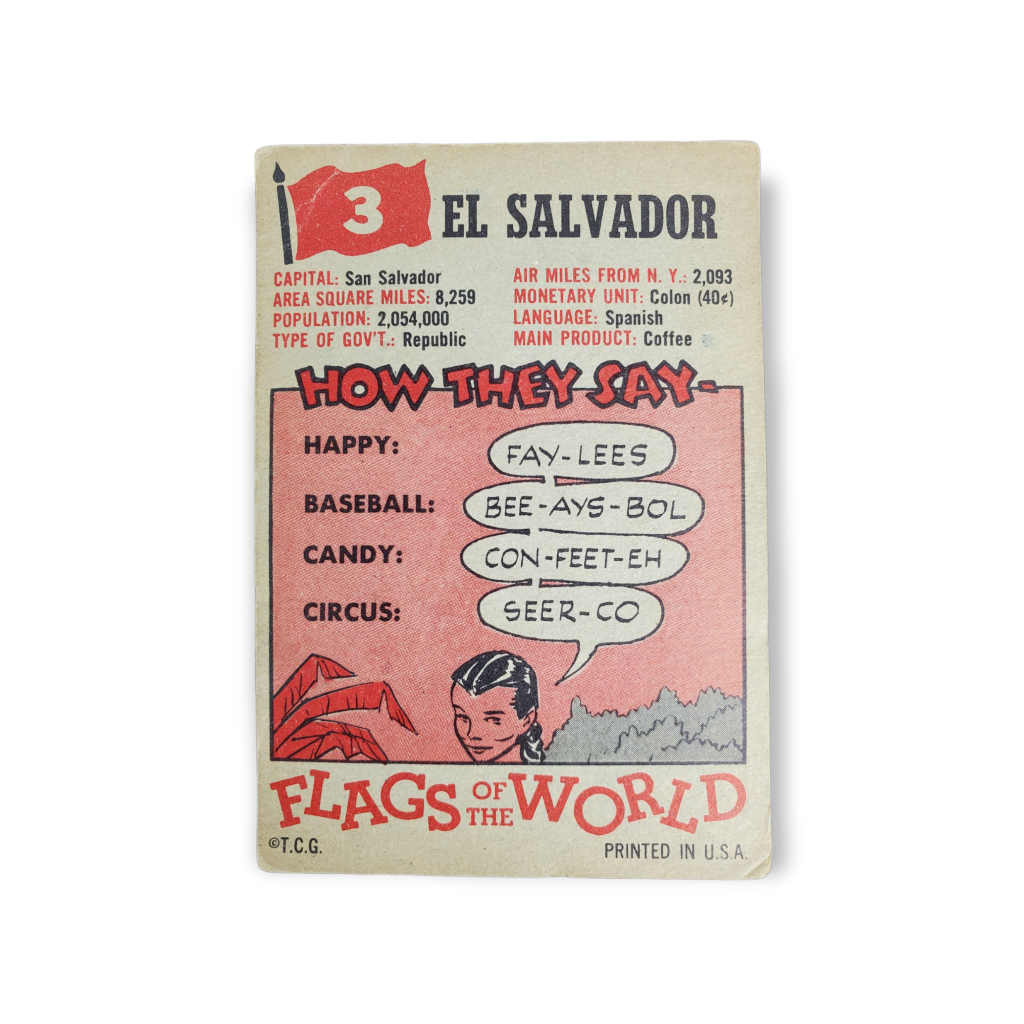 3 EL SALVADOR
CAPITAL: San Salvador
AREA SQUARE MILES: 8,259
POPULATION: 2,054,000
TYPE OF GOV'T.: Republic
AIR MILES FROM N. Y.: 2,093
MONETARY UNIT: Colon (40¢)
LANGUAGE: Spanish
MAIN PRODUCT: Coffee
HOW THEY SAY-
HAPPY: FAY-LEES
BASEBALL: BEE-AYS-BOL
CANDY: CON-FEET-EH
CIRCUS: SEER-CO
FLAGS OF THE WORLD
©T.C.G. PRINTED IN U.S.A.